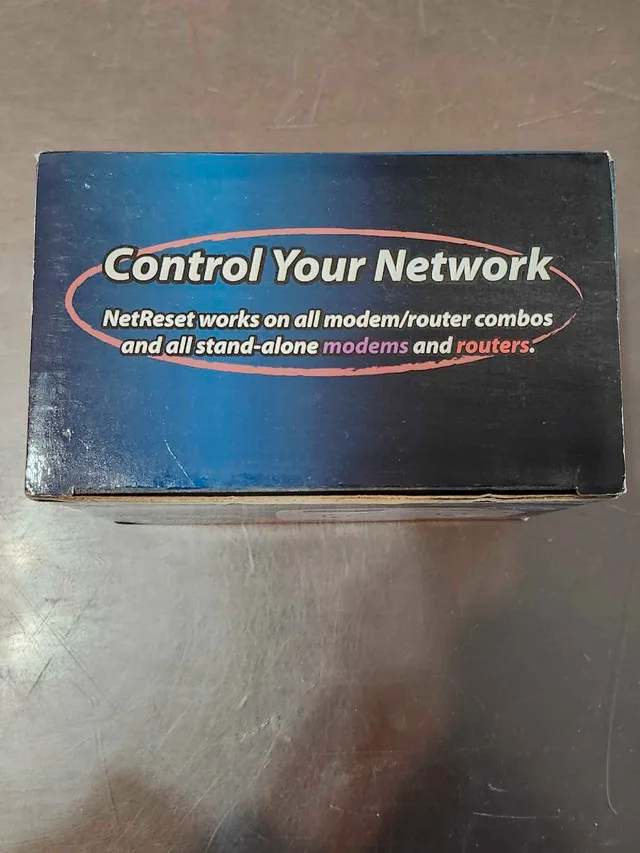 Control Your Network
NetReset works on all modem/router combos
and all stand-alone modems and routers.